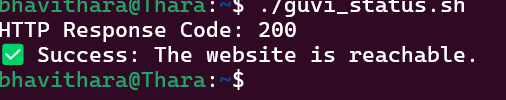 bhavithara@Thara:~$ ./guvi_status.sh
HTTP Response Code: 200
✅ Success: The website is reachable.
bhavithara@Thara:~$